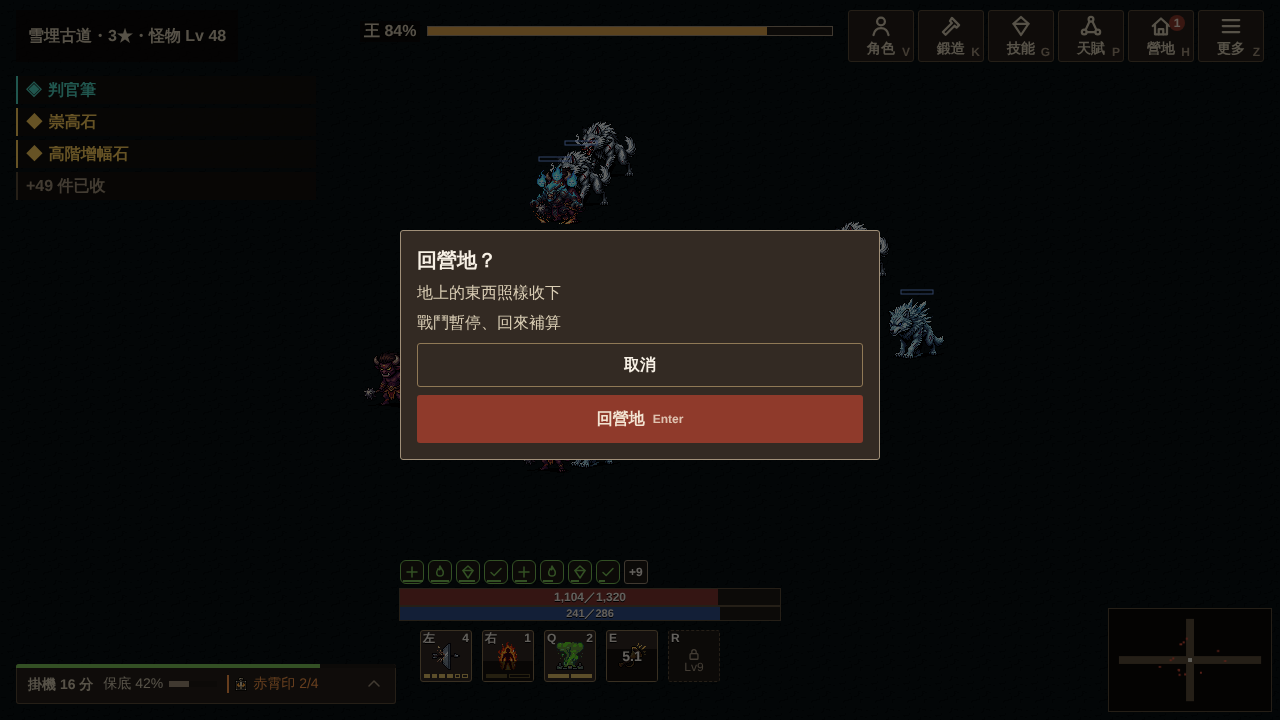 雪埋古道・3★・怪物 Lv 48
王 84%
角色 V
鍛造 K
技能 G
天賦 P
營地 H
1
更多 Z
判官筆
崇高石
高階增幅石
+49 件已收
回營地？
地上的東西照樣收下
戰鬥暫停、回來補算
取消
回營地 Enter
+9
1,104／1,320
241／286
左 4
右 1
Q 2
E 5.1
R Lv9
掛機 16 分 保底 42% 赤霄印 2/4